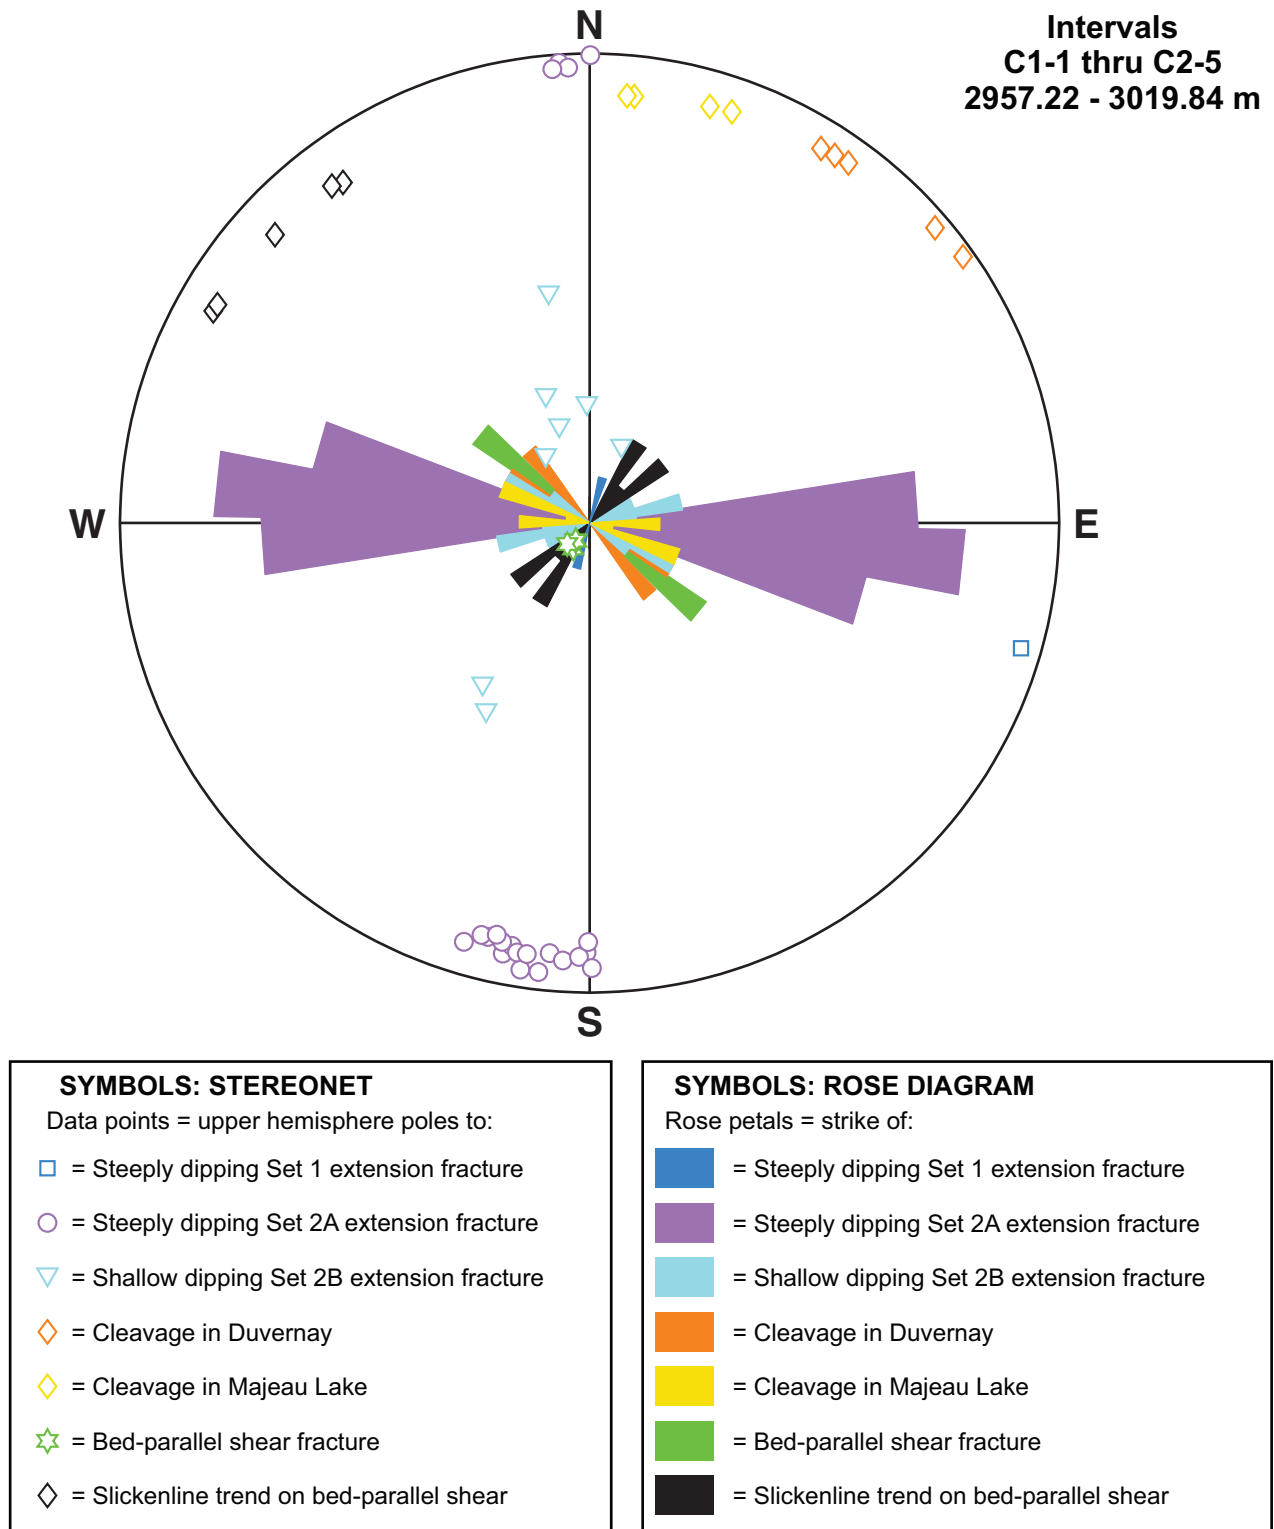 N
Intervals
C1-1 thru C2-5
2957.22 - 3019.84 m
W
E
S
SYMBOLS: STEREONET
Data points = upper hemisphere poles to:
= Steeply dipping Set 1 extension fracture
= Steeply dipping Set 2A extension fracture
= Shallow dipping Set 2B extension fracture
= Cleavage in Duvernay
= Cleavage in Majeau Lake
= Bed-parallel shear fracture
= Slickenline trend on bed-parallel shear
SYMBOLS: ROSE DIAGRAM
Rose petals = strike of:
= Steeply dipping Set 1 extension fracture
= Steeply dipping Set 2A extension fracture
= Shallow dipping Set 2B extension fracture
= Cleavage in Duvernay
= Cleavage in Majeau Lake
= Bed-parallel shear fracture
= Slickenline trend on bed-parallel shear